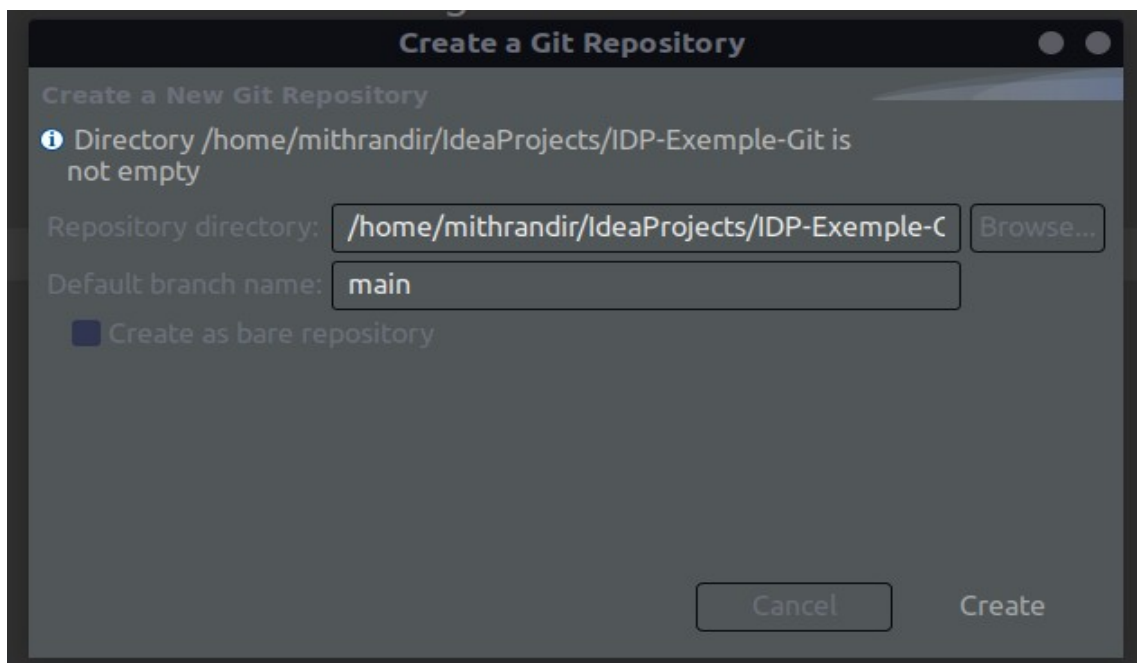 Create a Git Repository
Create a New Git Repository
Directory /home/mithrandir/IdeaProjects/IDP-Exemple-Git is
not empty
Repository directory: /home/mithrandir/IdeaProjects/IDP-Exemple-G Browse...
Default branch name: main
Create as bare repository
Cancel Create